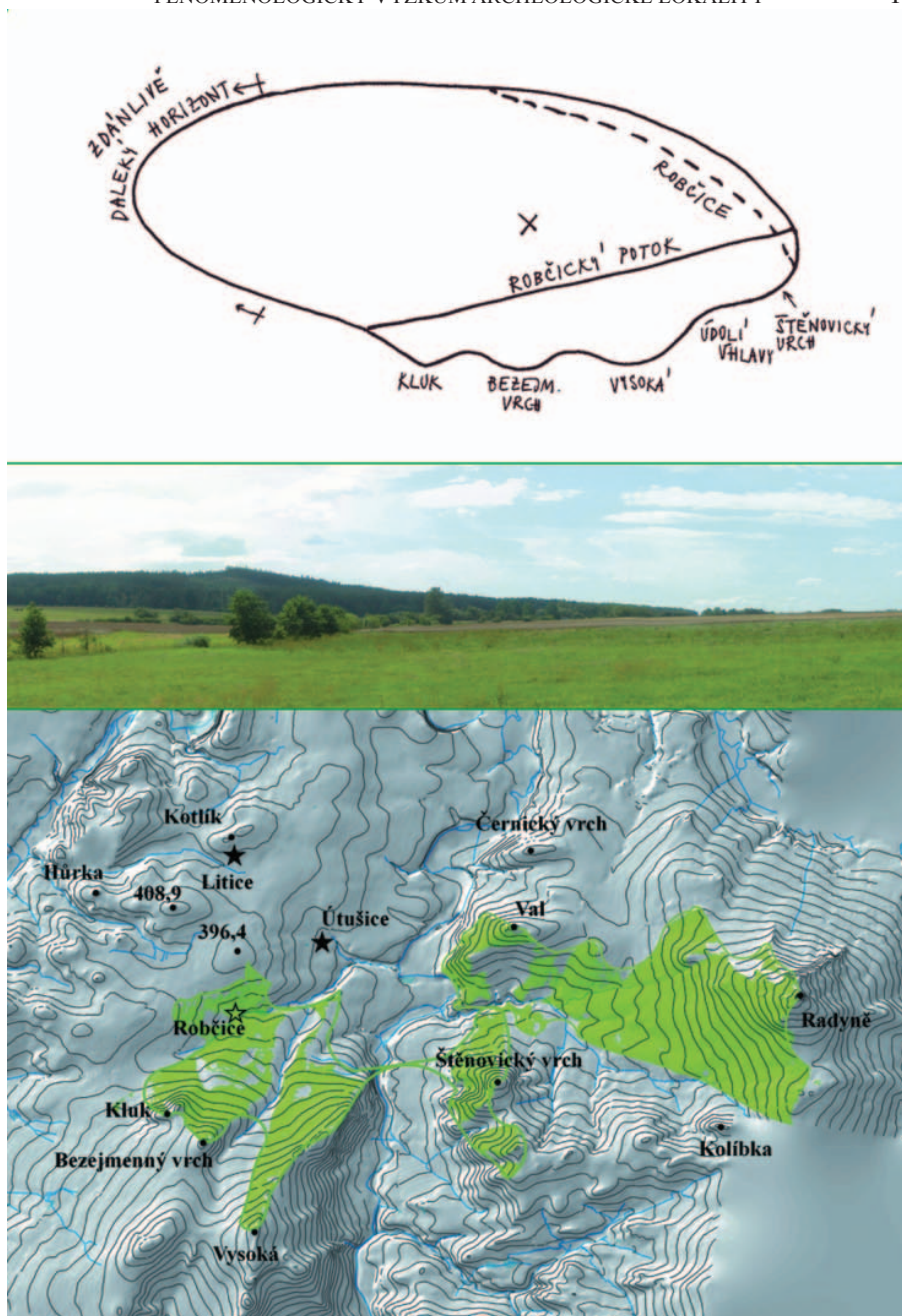 FENOMENOLOGICKÝ VÝZKUM ARCHEOLOGICKÉ LOKALITY
ZDÁNLIVĚ
DALEKÝ HORIZONT
ROBČICE
ROBČICKÝ POTOK
ÚDOLÍ
ÚHLAVY
ŠTĚNOVICKÝ
VRCH
KLUK
BEZEJM.
VRCH
VYSOKÁ
Kotlík
Litice
Hůrka
408,9
396,4
Útušice
Černický vrch
Val
Robčice
Radyně
Štěnovický vrch
Kluk
Bezejmenný vrch
Kolíbka
Vysoká